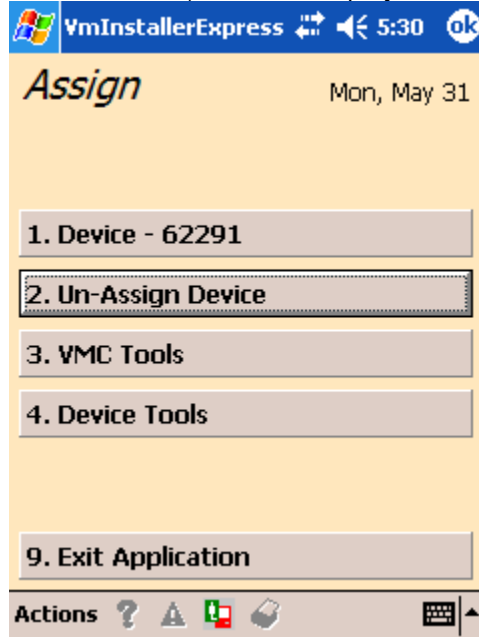 VmInstallerExpress 5:30 ok
Assign
Mon, May 31
1. Device - 62291
2. Un-Assign Device
3. VMC Tools
4. Device Tools
9. Exit Application
Actions